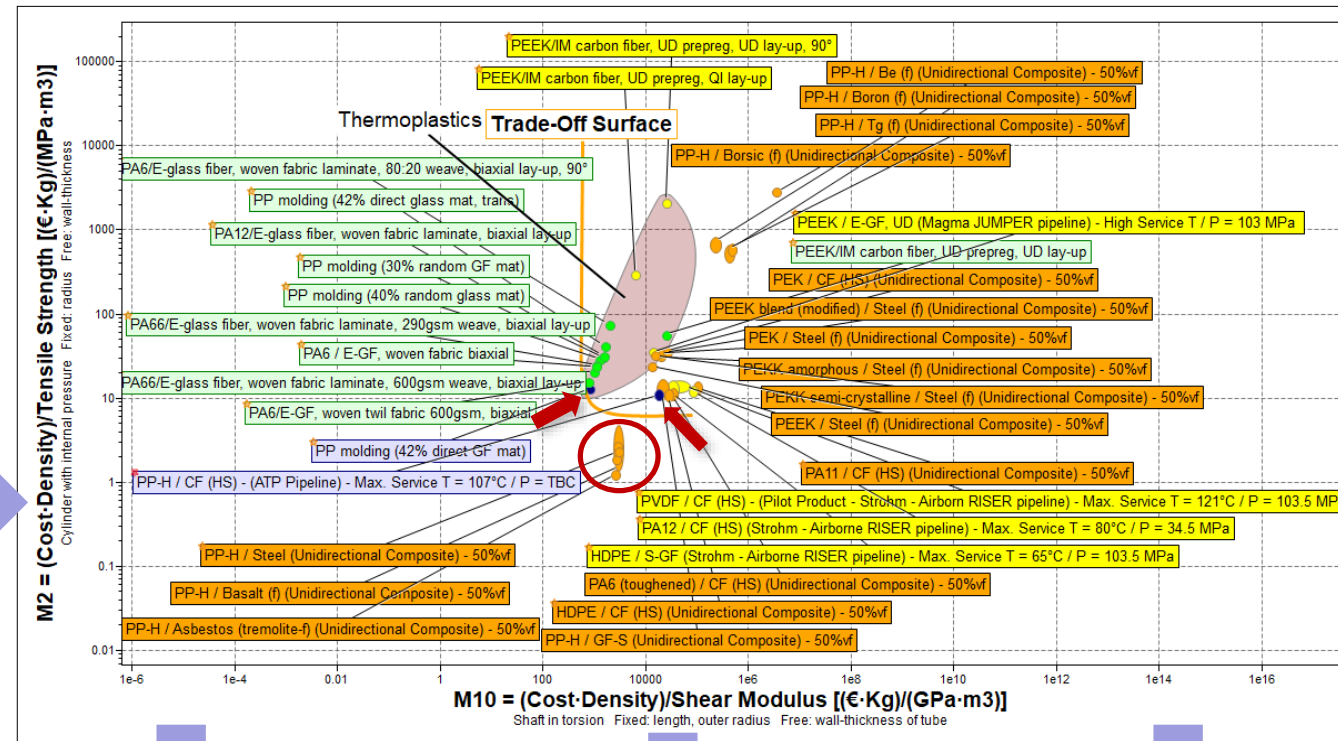 PEEK/IM carbon fiber, UD prepreg, UD lay-up, 90°
PEEK/IM carbon fiber, UD prepreg, QI lay-up
PP-H / Be (f) (Unidirectional Composite) - 50%vf
PP-H / Boron (f) (Unidirectional Composite) - 50%vf
PP-H / Tg (f) (Unidirectional Composite) - 50%vf
PP-H / Borsic (f) (Unidirectional Composite) - 50%vf
Thermoplastics
Trade-Off Surface
PA6/E-glass fiber, woven fabric laminate, 80:20 weave, biaxial lay-up, 90°
PP molding (42% direct glass mat, trans)
PA12/E-glass fiber, woven fabric laminate, biaxial lay-up
PP molding (30% random GF mat)
PP molding (40% random glass mat)
PA66/E-glass fiber, woven fabric laminate, 290gsm weave, biaxial lay-up
PA6 / E-GF, woven fabric biaxial
PA66/E-glass fiber, woven fabric laminate, 600gsm weave, biaxial lay-up
PA6/E-GF, woven twil fabric 600gsm, biaxial
PP molding (42% direct GF mat)
PP-H / CF (HS) - (ATP Pipeline) - Max. Service T = 107°C / P = TBC
PP-H / Steel (Unidirectional Composite) - 50%vf
PP-H / Basalt (f) (Unidirectional Composite) - 50%vf
PP-H / Asbestos (tremolite-f) (Unidirectional Composite) - 50%vf
PEEK / E-GF, UD (Magma JUMPER pipeline) - High Service T / P = 103 MPa
PEEK/IM carbon fiber, UD prepreg, UD lay-up
PEK / CF (HS) (Unidirectional Composite) - 50%vf
PEEK blend (modified) / Steel (f) (Unidirectional Composite) - 50%vf
PEK / Steel (f) (Unidirectional Composite) - 50%vf
PEKK amorphous / Steel (f) (Unidirectional Composite) - 50%vf
PEKK semi-crystalline / Steel (f) (Unidirectional Composite) - 50%vf
PEEK / Steel (f) (Unidirectional Composite) - 50%vf
PA11 / CF (HS) (Unidirectional Composite) - 50%vf
PVDF / CF (HS) - (Pilot Product - Strohm - Airborn RISER pipeline) - Max. Service T = 121°C / P = 103.5 MP
PA12 / CF (HS) (Strohm - Airborne RISER pipeline) - Max. Service T = 80°C / P = 34.5 MPa
HDPE / S-GF (Strohm - Airborne RISER pipeline) - Max. Service T = 65°C / P = 103.5 MPa
PA6 (toughened) / CF (HS) (Unidirectional Composite) - 50%vf
HDPE / CF (HS) (Unidirectional Composite) - 50%vf
PP-H / GF-S (Unidirectional Composite) - 50%vf
M2 = (Cost·Density)/Tensile Strength [(€·Kg)/(MPa·m3)]
Cylinder with internal pressure Fixed: radius Free: wall-thickness
100000
10000
1000
100
10
1
0.1
0.01
1e-6
1e-4
0.01
1
100
10000
1e6
1e8
1e10
1e12
1e14
1e16
M10 = (Cost·Density)/Shear Modulus [(€·Kg)/(GPa·m3)]
Shaft in torsion Fixed: length, outer radius Free: wall-thickness of tube